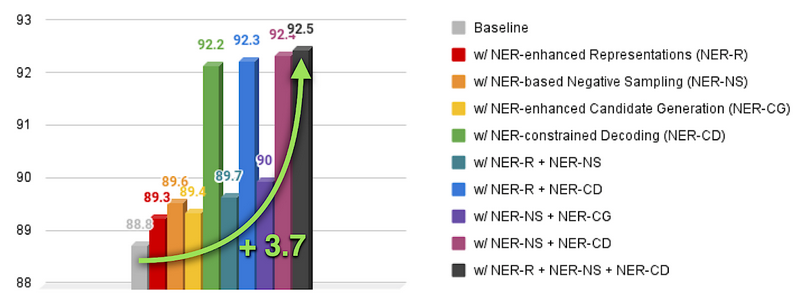 93
92
91
90
89
88
88.8
89.3
89.6
89.4
92.2
89.7
92.3
90
92.4
92.5
+ 3.7
Baseline
w/ NER-enhanced Representations (NER-R)
w/ NER-based Negative Sampling (NER-NS)
w/ NER-enhanced Candidate Generation (NER-CG)
w/ NER-constrained Decoding (NER-CD)
w/ NER-R + NER-NS
w/ NER-R + NER-CD
w/ NER-NS + NER-CG
w/ NER-NS + NER-CD
w/ NER-R + NER-NS + NER-CD